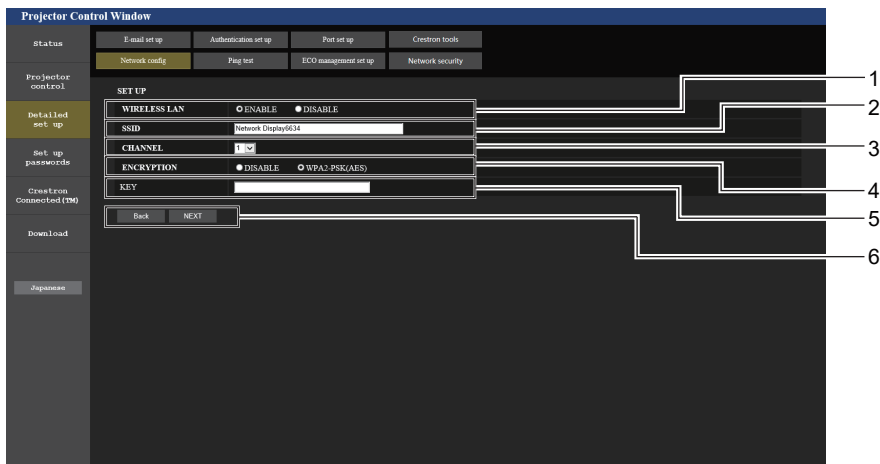 Projector Control Window
Status
E-mail set up
Authentication set up
Port set up
Crestron tools
Network config
Ping test
ECO management set up
Network security
Projector
control
Detailed
set up
Set up
passwords
Crestron
Connected(TM)
Download
Japanese
SET UP
WIRELESS LAN ENABLE DISABLE
SSID Network Display6634
CHANNEL 1
ENCRYPTION DISABLE WPA2-PSK(AES)
KEY
Back NEXT
1
2
3
4
5
6